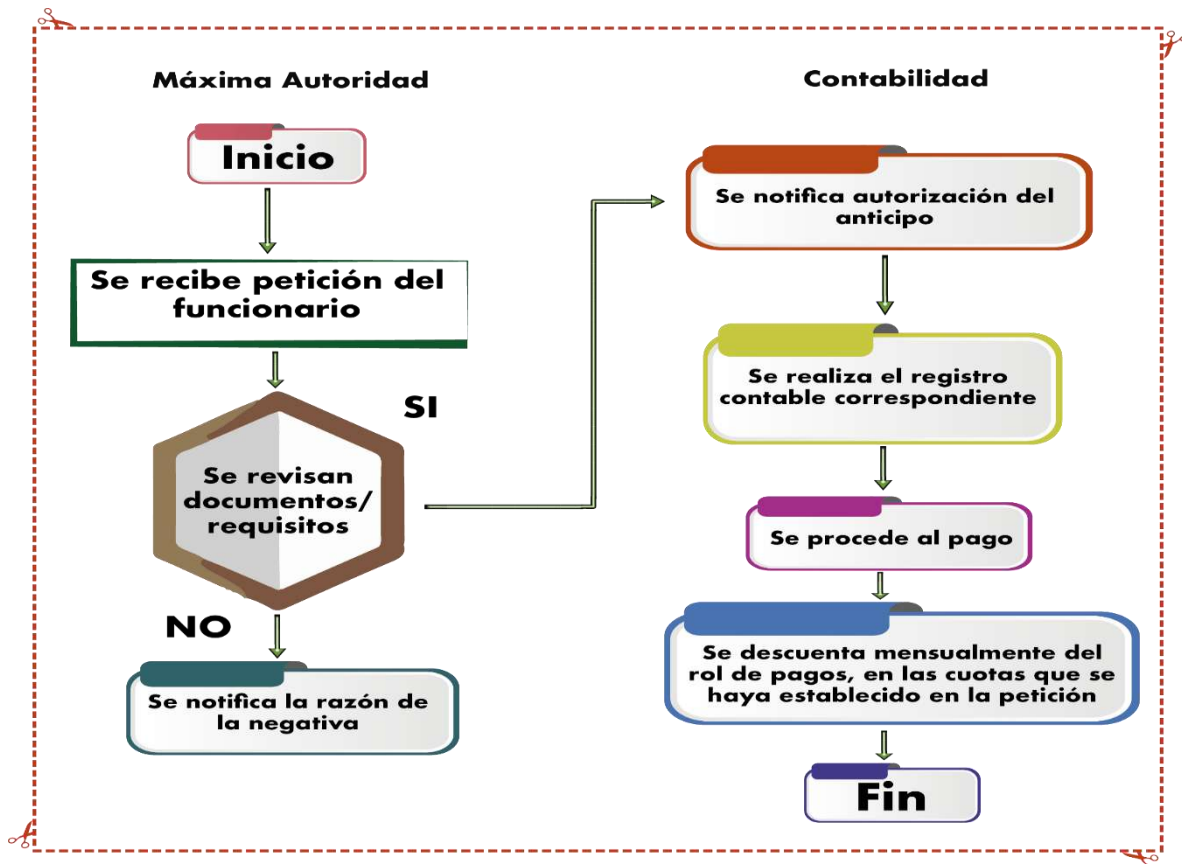 Máxima Autoridad
Inicio
Se recibe petición del
funcionario
SI
Se revisan
documentos/
requisitos
NO
Se notifica la razón de
la negativa
Contabilidad
Se notifica autorización del
anticipo
Se realiza el registro
contable correspondiente
Se procede al pago
Se descuenta mensualmente del
rol de pagos, en las cuotas que se
haya establecido en la petición
Fin